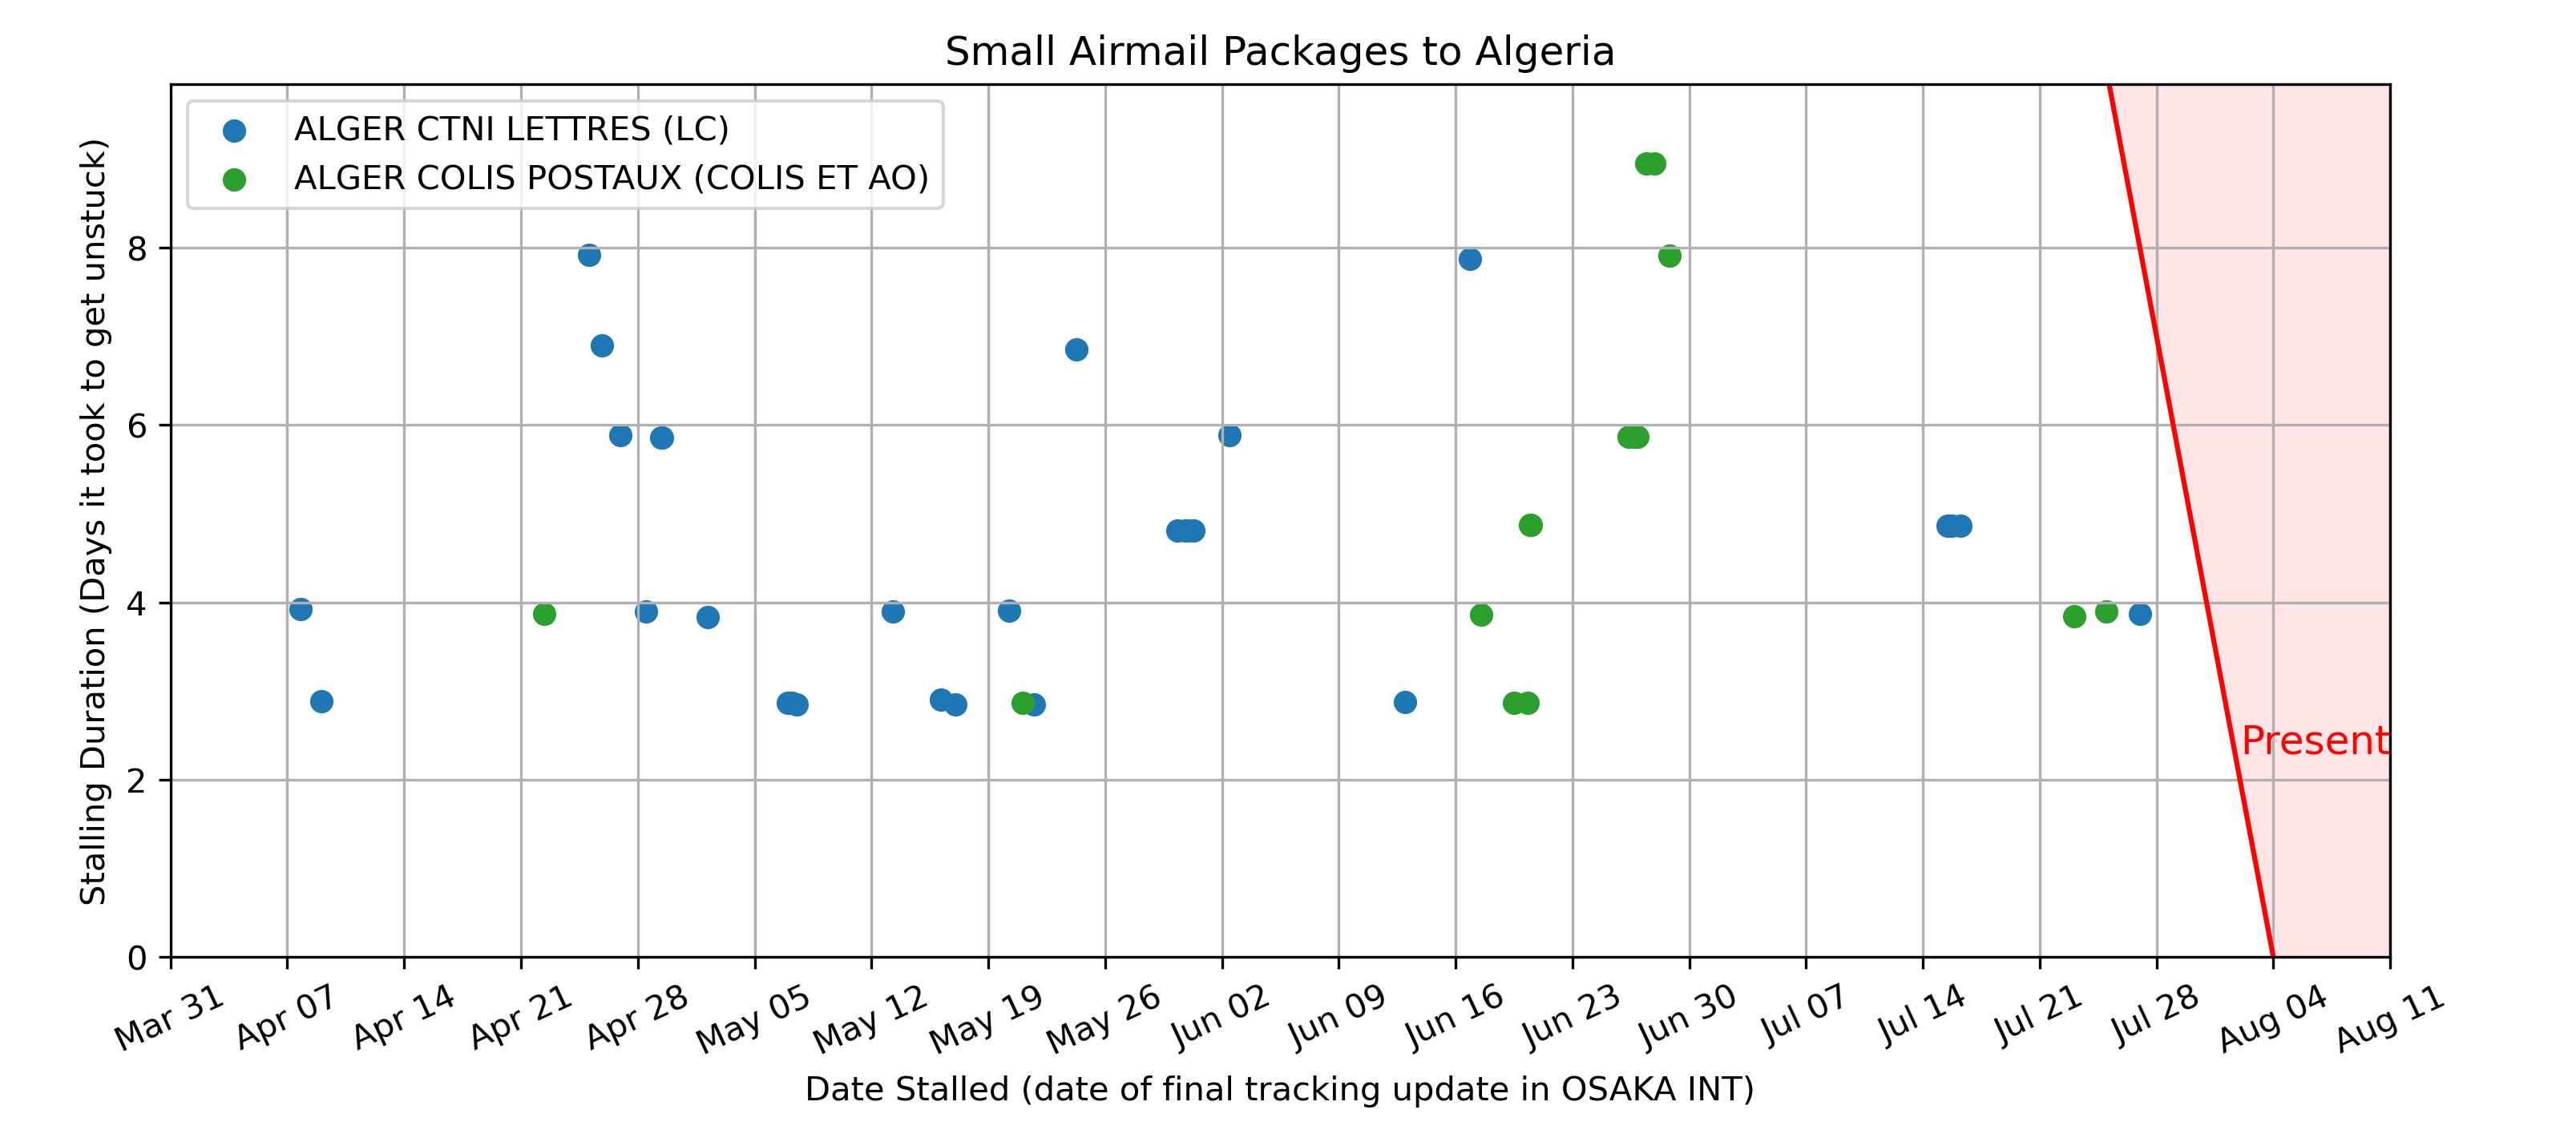 Small Airmail Packages to Algeria
ALGER CTNI LETTRES (LC)
ALGER COLIS POSTAUX (COLIS ET AO)
Stalling Duration (Days it took to get unstuck)
8
6
4
2
0
Present
Mar 31
Apr 07
Apr 14
Apr 21
Apr 28
May 05
May 12
May 19
May 26
Jun 02
Jun 09
Jun 16
Jun 23
Jun 30
Jul 07
Jul 14
Jul 21
Jul 28
Aug 04
Aug 11
Date Stalled (date of final tracking update in OSAKA INT)